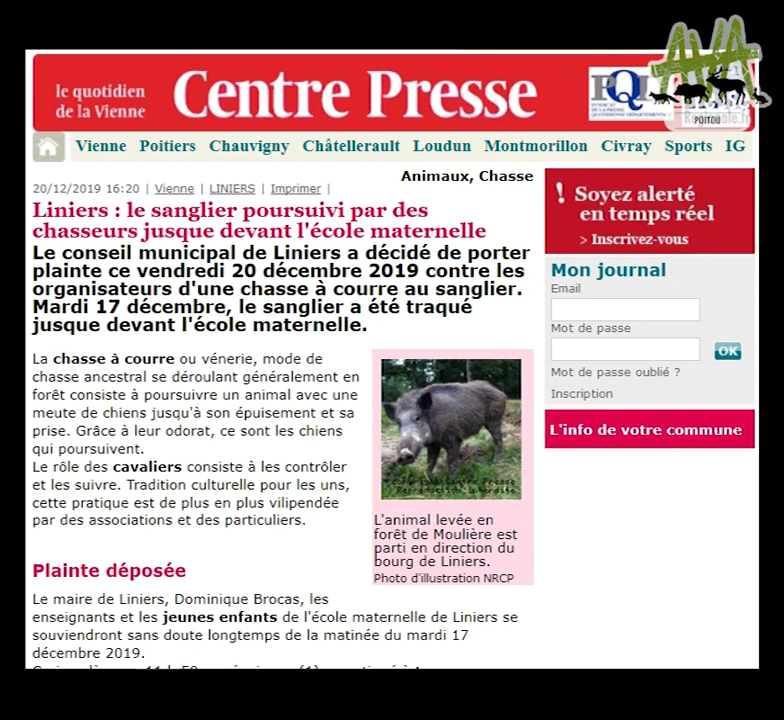 le quotidien
de la Vienne
Centre Presse
AVA
POITOU
Vienne Poitiers Chauvigny Châtellerault Loudun Montmorillon Civray Sports IG
Animaux, Chasse
20/12/2019 16:20 | Vienne | LINIERS | Imprimer |
Liniers : le sanglier poursuivi par des
chasseurs jusque devant l'école maternelle
Le conseil municipal de Liniers a décidé de porter
plainte ce vendredi 20 décembre 2019 contre les
organisateurs d'une chasse à courre au sanglier.
Mardi 17 décembre, le sanglier a été traqué
jusque devant l'école maternelle.
La chasse à courre ou vénerie, mode de
chasse ancestral se déroulant généralement en
forêt consiste à poursuivre un animal avec une
meute de chiens jusqu'à son épuisement et sa
prise. Grâce à leur odorat, ce sont les chiens
qui poursuivent.
Le rôle des cavaliers consiste à les contrôler
et les suivre. Tradition culturelle pour les uns,
cette pratique est de plus en plus vilipendée
par des associations et des particuliers.
Centre Presse
Reproduction interdite
L'animal levée en
forêt de Moulière est
parti en direction du
bourg de Liniers.
Photo d'illustration NRCP
Plainte déposée
Le maire de Liniers, Dominique Brocas, les
enseignants et les jeunes enfants de l'école maternelle de Liniers se
souviendront sans doute longtemps de la matinée du mardi 17
décembre 2019.
! Soyez alerté
en temps réel
> Inscrivez-vous
Mon journal
Email
Mot de passe
OK
Mot de passe oublié ?
Inscription
L'info de votre commune